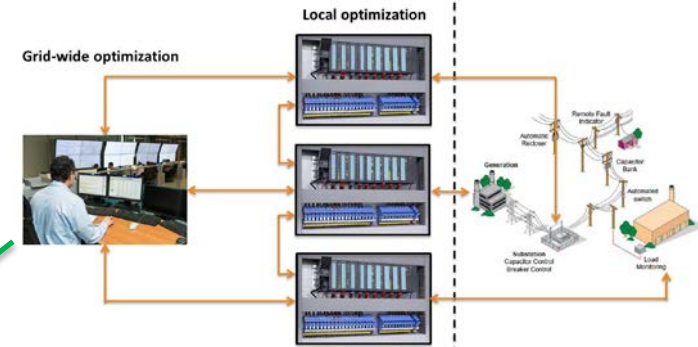 Local optimization
Grid-wide optimization
Remote Fault
Indicator
Automatic
Recloser
Capacitor
Bank
Generation
Automated
switch
Substation
Capacitor Control
Breaker Control
Load
Monitoring